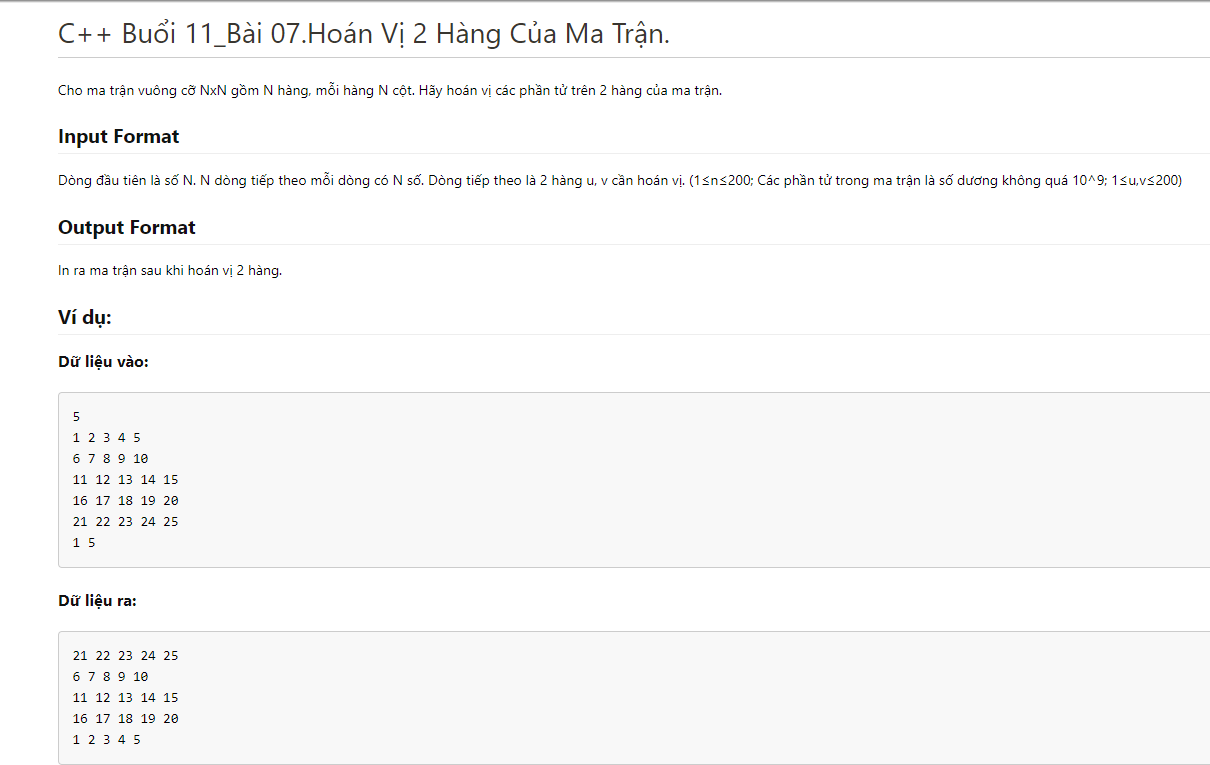 C++ Buổi 11_Bài 07.Hoán Vị 2 Hàng Của Ma Trận.
Cho ma trận vuông cỡ NxN gồm N hàng, mỗi hàng N cột. Hãy hoán vị các phần tử trên 2 hàng của ma trận.
Input Format
Dòng đầu tiên là số N. N dòng tiếp theo mỗi dòng có N số. Dòng tiếp theo là 2 hàng u, v cần hoán vị. (1≤n≤200; Các phần tử trong ma trận là số dương không quá 10^9; 1≤u,v≤200)
Output Format
In ra ma trận sau khi hoán vị 2 hàng.
Ví dụ:
Dữ liệu vào:
5
1 2 3 4 5
6 7 8 9 10
11 12 13 14 15
16 17 18 19 20
21 22 23 24 25
1 5
Dữ liệu ra:
21 22 23 24 25
6 7 8 9 10
11 12 13 14 15
16 17 18 19 20
1 2 3 4 5